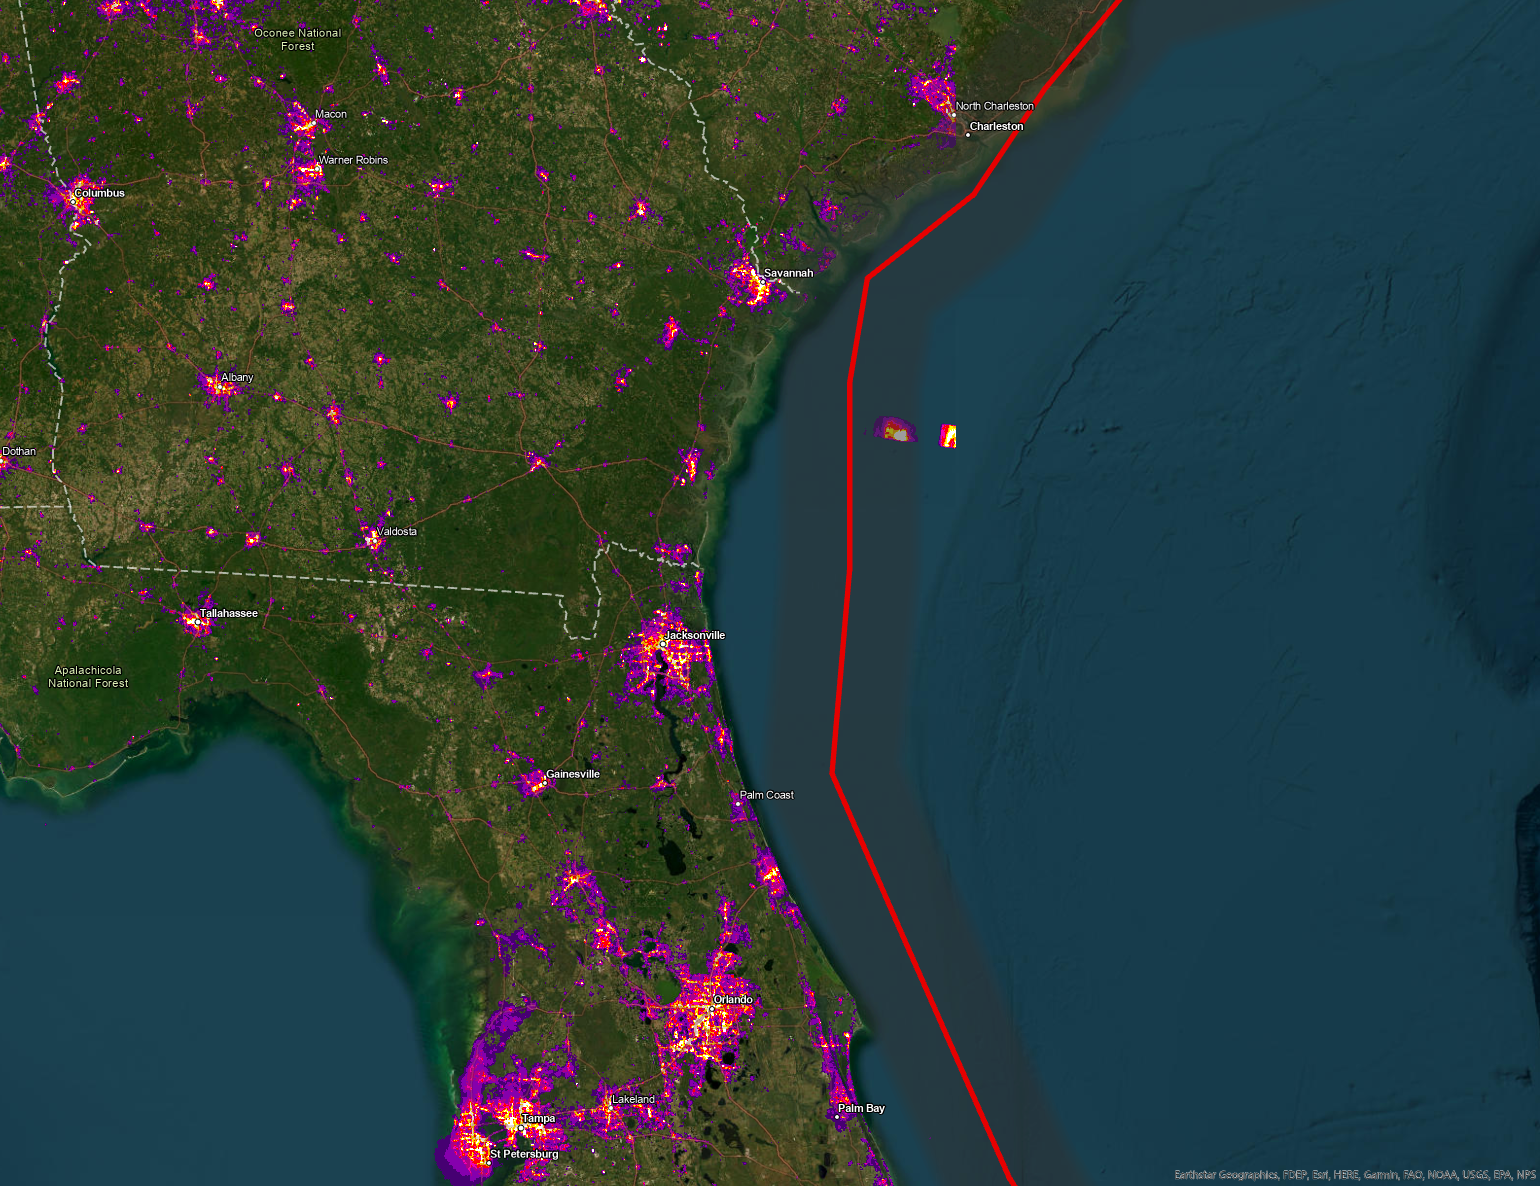 Oconee National
Forest
Macon
North Charleston
Charleston
Warner Robins
Columbus
Savannah
Albany
Dothan
Valdosta
Tallahassee
Jacksonville
Apalachicola
National Forest
Gainesville
Palm Coast
Orlando
Lakeland
Palm Bay
Tampa
St Petersburg
Earthstar Geographics, FDEP, Esri, HERE, Garmin, FAO, NOAA, USGS, EPA, NPS